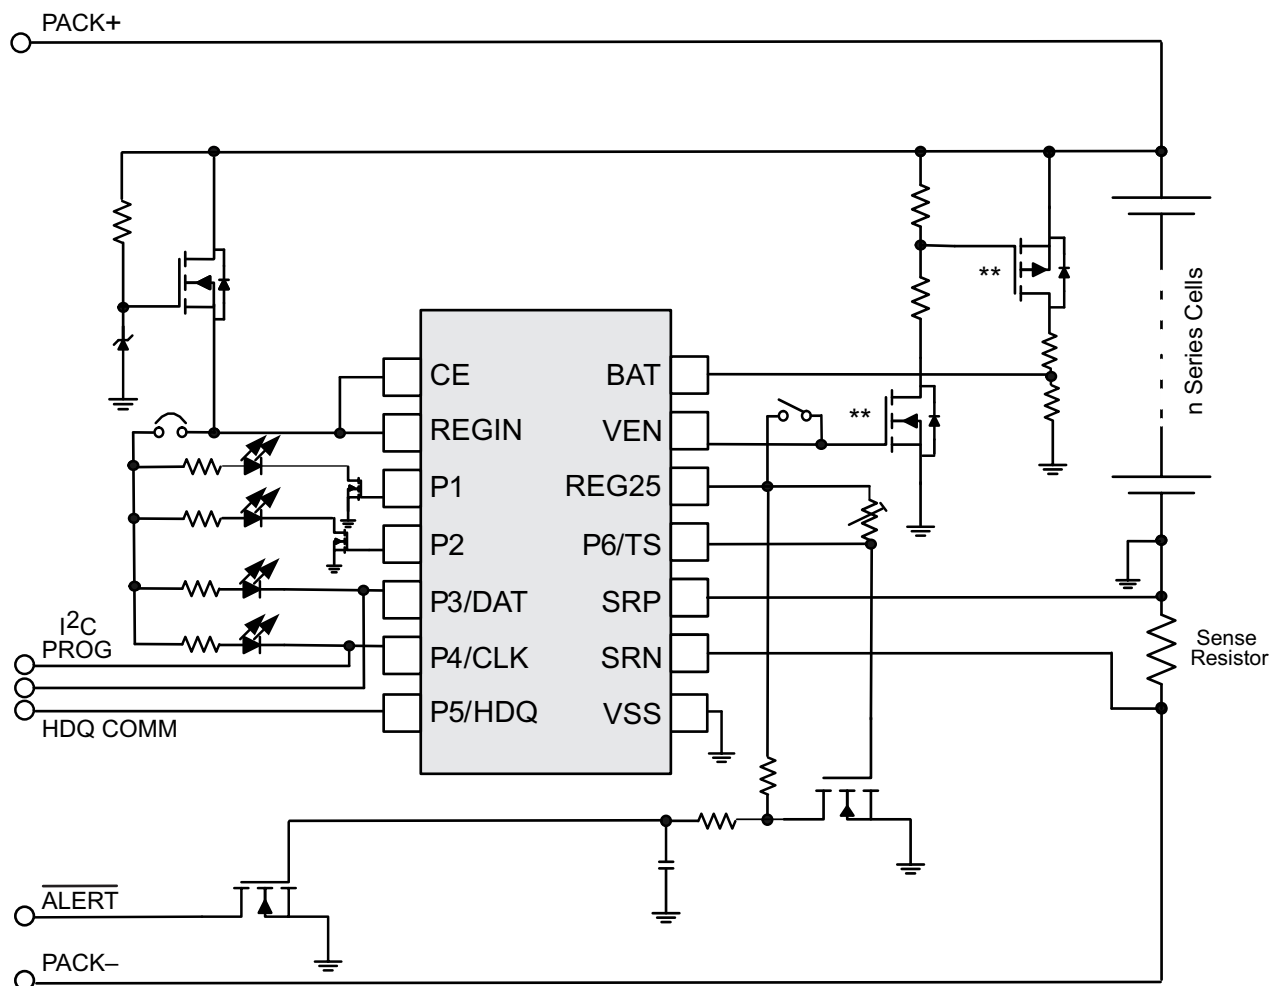 PACK+
**
n Series Cells
CE
BAT
**
REGIN
VEN
P1
REG25
P2
P6/TS
P3/DAT
SRP
I²C
PROG
P4/CLK
SRN
Sense
Resistor
P5/HDQ
VSS
HDQ COMM
ALERT
PACK–